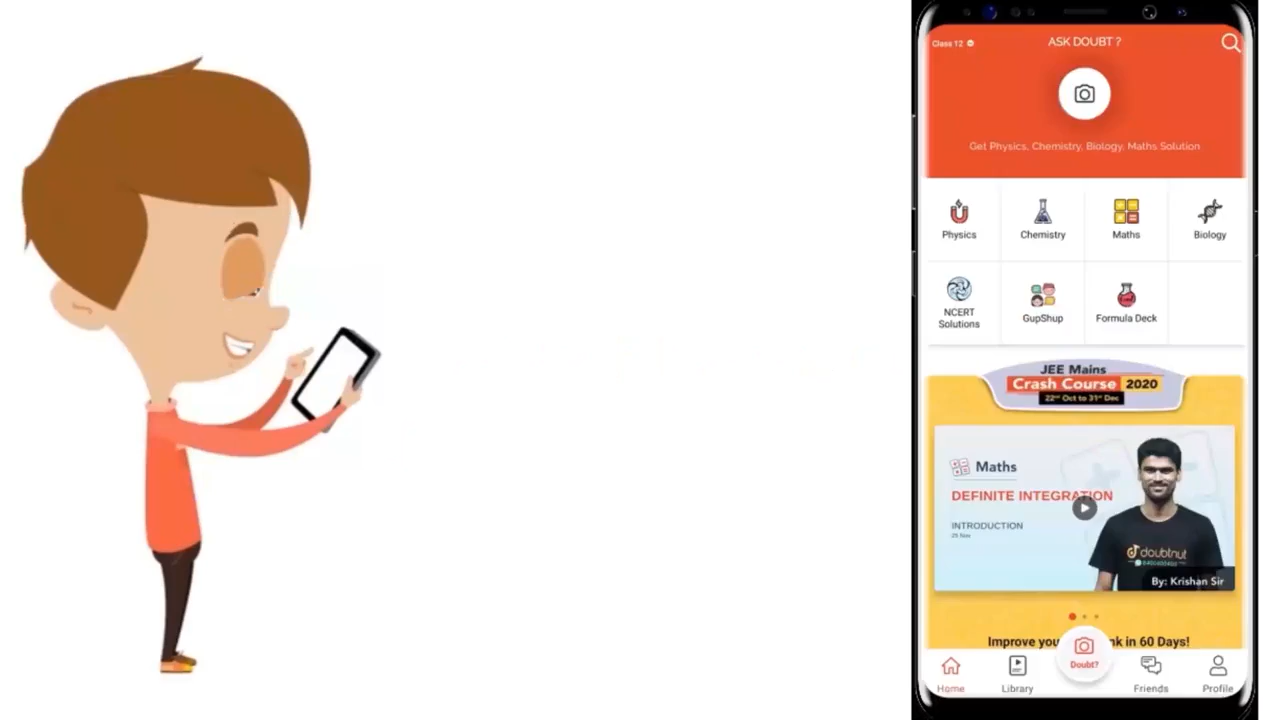 Class 12
ASK DOUBT ?
Get Physics, Chemistry, Biology, Maths Solution
Physics
Chemistry
Maths
Biology
NCERT
Solutions
GupShup
Formula Deck
JEE Mains
Crash Course 2020
22nd Oct to 31st Dec
Maths
DEFINITE INTEGRATION
INTRODUCTION
doubtnut
By: Krishan Sir
in 60 Days!
Doubt?
Home
Library
Friends
Profile